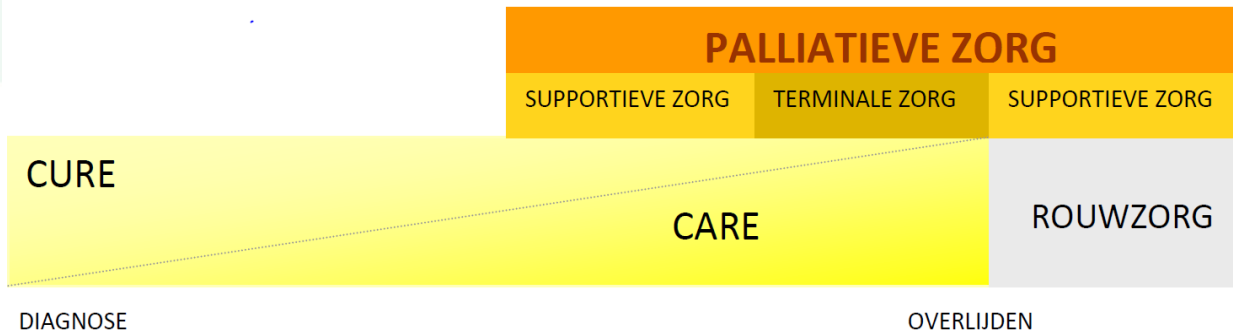 PALLIATIEVE ZORG
SUPPORTIEVE ZORG TERMINALE ZORG SUPPORTIEVE ZORG
CURE
CARE
ROUWZORG
DIAGNOSE OVERLIJDEN